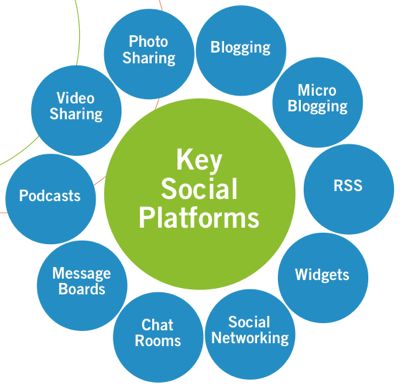 Key
Social
Platforms
Blogging
Micro
Blogging
RSS
Widgets
Social
Networking
Chat
Rooms
Message
Boards
Podcasts
Video
Sharing
Photo
Sharing